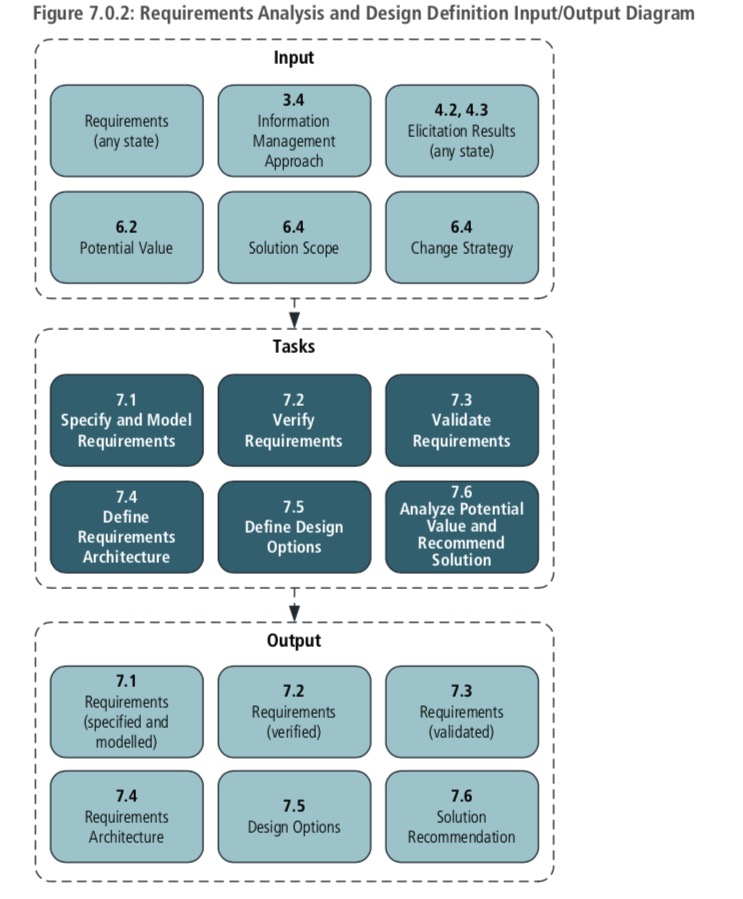 Figure 7.0.2: Requirements Analysis and Design Definition Input/Output Diagram
Input
Requirements
(any state)
3.4
Information
Management
Approach
4.2, 4.3
Elicitation Results
(any state)
6.2
Potential Value
6.4
Solution Scope
6.4
Change Strategy
Tasks
7.1
Specify and Model
Requirements
7.2
Verify
Requirements
7.3
Validate
Requirements
7.4
Define
Requirements
Architecture
7.5
Define Design
Options
7.6
Analyze Potential
Value and
Recommend
Solution
Output
7.1
Requirements
(specified and
modelled)
7.2
Requirements
(verified)
7.3
Requirements
(validated)
7.4
Requirements
Architecture
7.5
Design Options
7.6
Solution
Recommendation